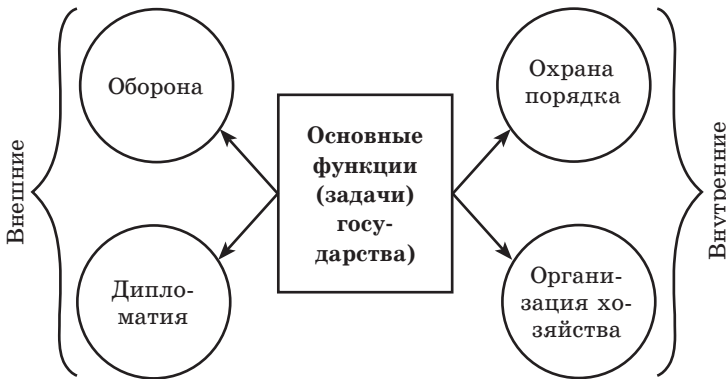 Внешние
Оборона
Дипло-
матия
Основные
функции
(задачи)
госу-
дарства)
Охрана
порядка
Органи-
зация хо-
зяйства
Внутренние